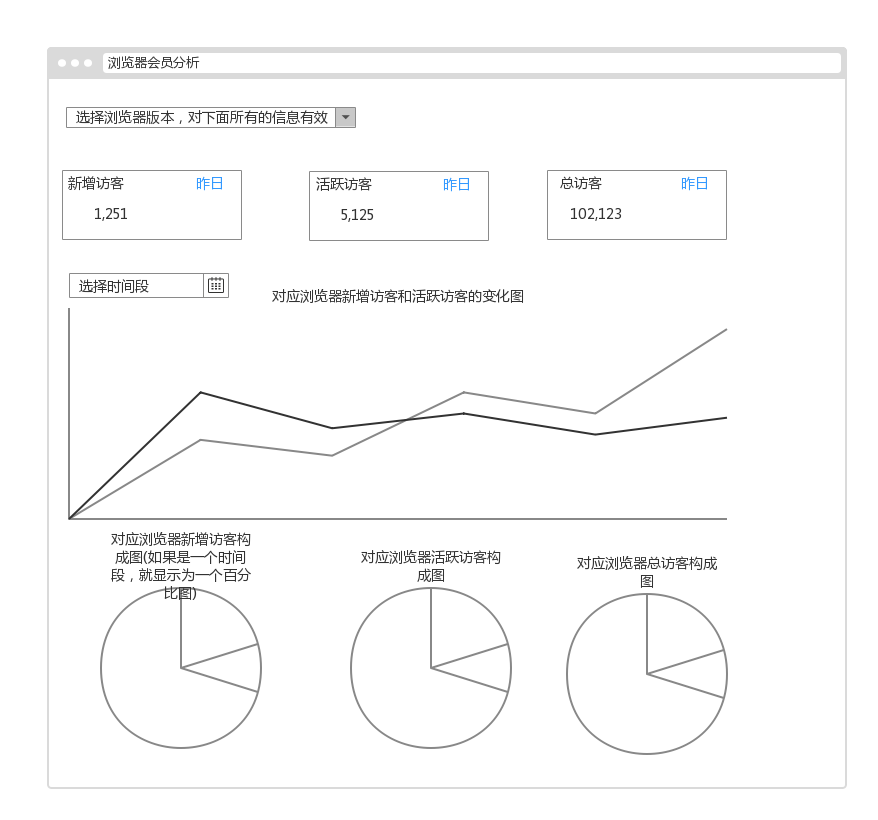 浏览器会员分析
选择浏览器版本，对下面所有的信息有效
新增访客 昨日
1,251
活跃访客 昨日
5,125
总访客 昨日
102,123
选择时间段
对应浏览器新增访客和活跃访客的变化图
对应浏览器新增访客构
成图(如果是一个时间
段，就显示为一个百分
比图)
对应浏览器活跃访客构
成图
对应浏览器总访客构成
图